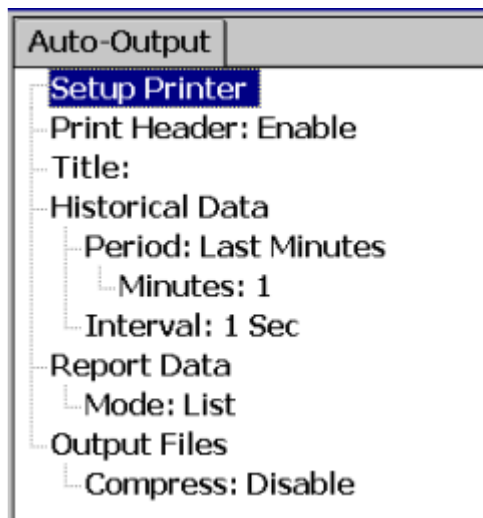 Auto-Output
Setup Printer
Print Header: Enable
Title:
Historical Data
Period: Last Minutes
Minutes: 1
Interval: 1 Sec
Report Data
Mode: List
Output Files
Compress: Disable